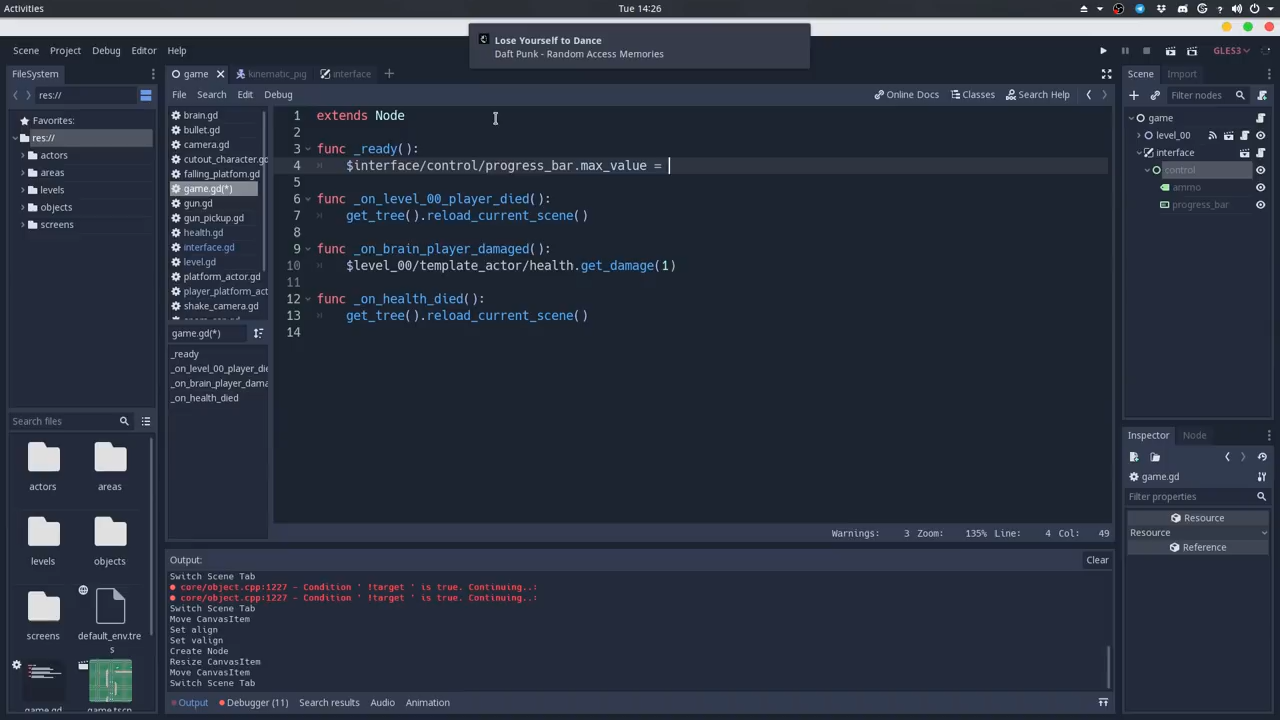 Activities
Tue 14:26
Lose Yourself to Dance
Daft Punk - Random Access Memories
Scene Project Debug Editor Help
GLES3
FileSystem
game
kinematic_pig
interface
Scene Import
res://
File Search Edit Debug
Online Docs Classes Search Help
Filter nodes
Favorites:
res://
actors
areas
levels
objects
screens
brain.gd
bullet.gd
camera.gd
cutout_character.gd
falling_platfom.gd
game.gd(*)
gun.gd
gun_pickup.gd
health.gd
interface.gd
level.gd
platform_actor.gd
player_platform_act
shake_camera.gd
game.gd(*)
_ready
_on_level_00_player_die
_on_brain_player_dama
_on_health_died
1 extends Node
2
3 func _ready():
4 $interface/control/progress_bar.max_value =
5
6 func _on_level_00_player_died():
7 get_tree().reload_current_scene()
8
9 func _on_brain_player_damaged():
10 $level_00/template_actor/health.get_damage(1)
11
12 func _on_health_died():
13 get_tree().reload_current_scene()
14
Warnings: 3 Zoom: 135% Line: 4 Col: 49
game
level_00
interface
control
ammo
progress_bar
Inspector Node
game.gd
Filter properties
Resource
Resource
Reference
Search files
actors
areas
levels
objects
screens
default_env.tre
s
game.gd
game.tscn
Output:
Clear
Switch Scene Tab
core/object.cpp:1227 - Condition ' !target ' is true. Continuing..:
core/object.cpp:1227 - Condition ' !target ' is true. Continuing..:
Switch Scene Tab
Move CanvasItem
Set align
Set valign
Create Node
Resize CanvasItem
Move CanvasItem
Switch Scene Tab
Output Debugger (11) Search results Audio Animation